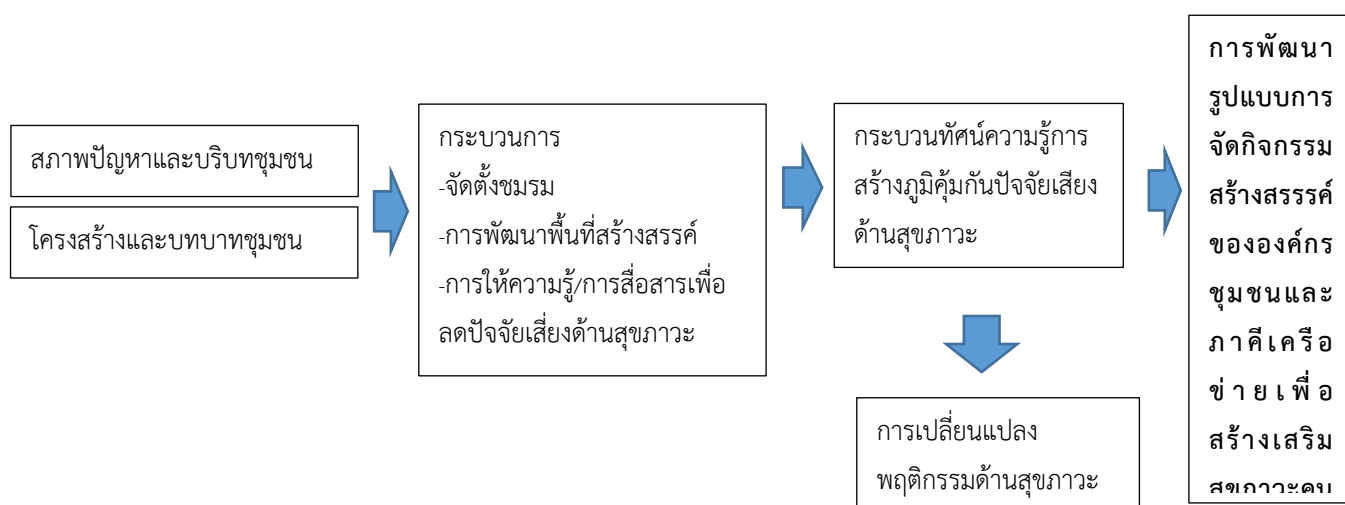 สภาพปัญหาและบริบทชุมชน
โครงสร้างและบทบาทชุมชน
กระบวนการ
-จัดตั้งชมรม
-การพัฒนาพื้นที่สร้างสรรค์
-การให้ความรู้/การสื่อสารเพื่อ
ลดปัจจัยเสี่ยงด้านสุขภาวะ
กระบวนทัศน์ความรู้การ
สร้างภูมิคุ้มกันปัจจัยเสียง
ด้านสุขภาวะ
การเปลี่ยนแปลง
พฤติกรรมด้านสุขภาวะ
การพัฒนา
รูปแบบการ
จัดกิจกรรม
สร้างสรรรค์
ขององค์กร
ชุมชนและ
ภาคีเครือ
ข่ายเพื่อ
สร้างเสริม